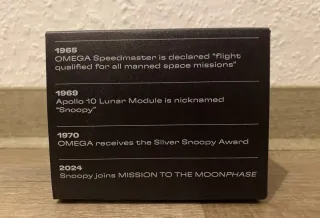 1965
OMEGA Speedmaster is declared "flight
qualified for all manned space missions"
1969
Apollo 10 Lunar Module is nicknamed
"Snoopy"
1970
OMEGA receives the Silver Snoopy Award
2024
Snoopy joins MISSION TO THE MOONPHASE